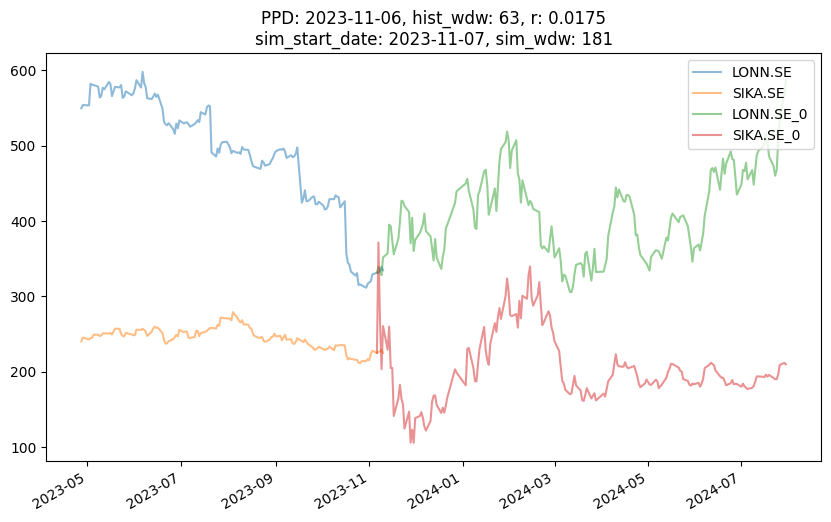 PPD: 2023-11-06, hist_wdw: 63, r: 0.0175
sim_start_date: 2023-11-07, sim_wdw: 181
LONN.SE
SIKA.SE
LONN.SE_0
SIKA.SE_0
600
500
400
300
200
100
2023-05
2023-07
2023-09
2023-11
2024-01
2024-03
2024-05
2024-07